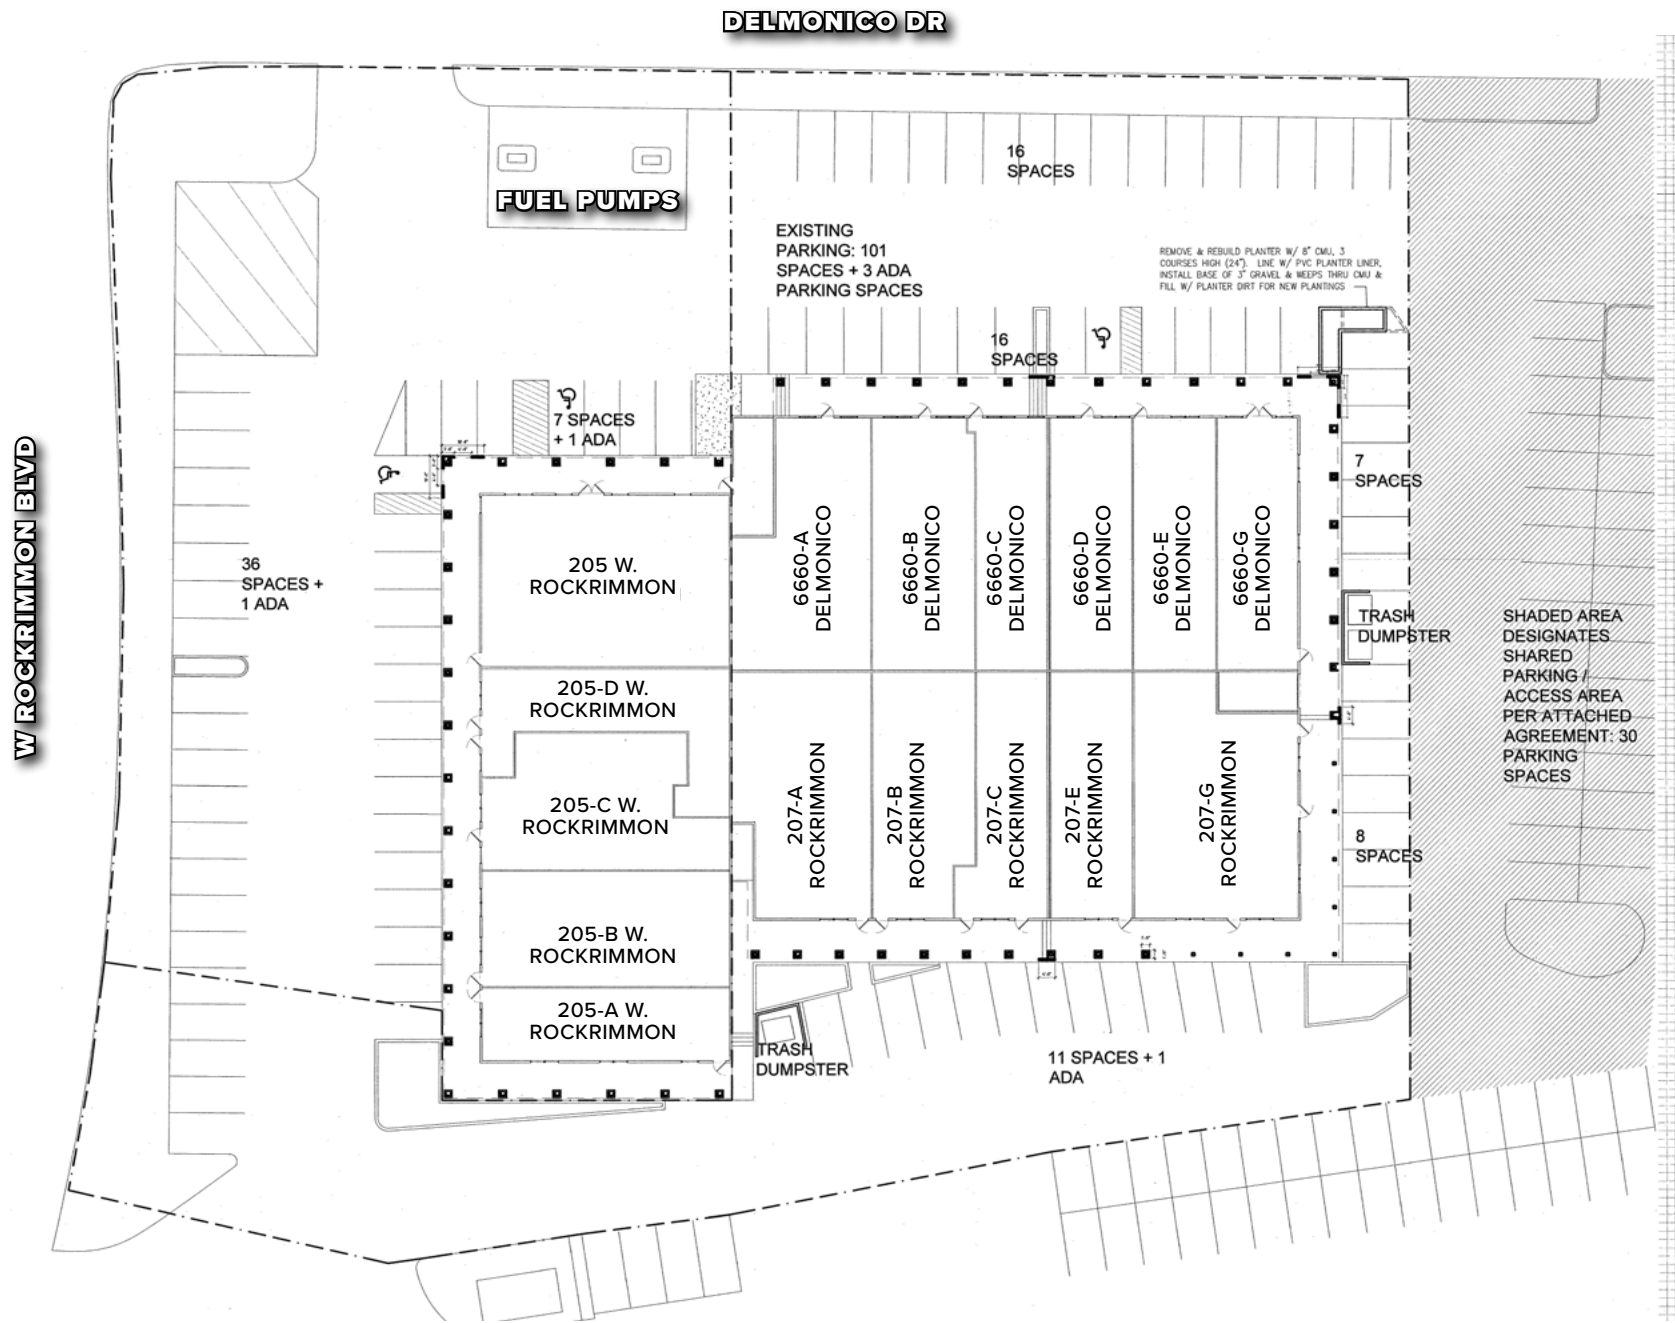 DELMONICO DR
16
SPACES
FUEL PUMPS
EXISTING
PARKING: 101
SPACES + 3 ADA
PARKING SPACES
REMOVE & REBUILD PLANTER W/ 8" CMU, 3
COURSES HIGH (24"). LINE W/ PVC PLANTER LINER,
INSTALL BASE OF 3" GRAVEL & WEEPS THRU CMU &
FILL W/ PLANTER DIRT FOR NEW PLANTINGS
16
SPACES
7 SPACES
+ 1 ADA
W ROCKRIMMON BLVD
36
SPACES +
1 ADA
7
SPACES
205 W.
ROCKRIMMON
6660-A
DELMONICO
6660-B
DELMONICO
6660-C
DELMONICO
6660-D
DELMONICO
6660-E
DELMONICO
6660-G
DELMONICO
TRASH
DUMPSTER
SHADED AREA
DESIGNATES
SHARED
PARKING /
ACCESS AREA
PER ATTACHED
AGREEMENT: 30
PARKING
SPACES
205-D W.
ROCKRIMMON
205-C W.
ROCKRIMMON
207-A
ROCKRIMMON
207-B
ROCKRIMMON
207-C
ROCKRIMMON
207-E
ROCKRIMMON
207-G
ROCKRIMMON
8
SPACES
205-B W.
ROCKRIMMON
205-A W.
ROCKRIMMON
TRASH
DUMPSTER
11 SPACES + 1
ADA